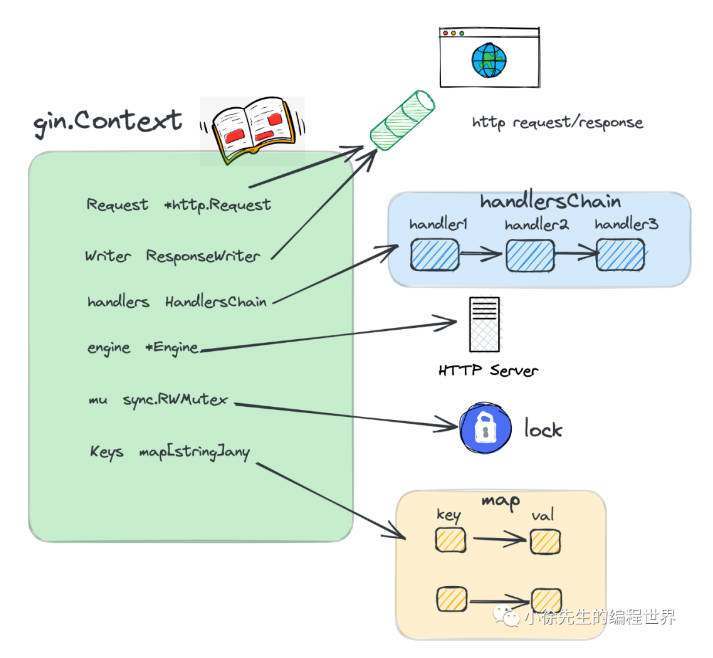 gin.Context
http request/response
Request *http.Request
Writer ResponseWriter
handlers HandlersChain
engine *Engine
mu sync.RWMutex
Keys map[string]any
handlersChain
handler1 handler2 handler3
HTTP Server
lock
map
key val
小徐先生的编程世界